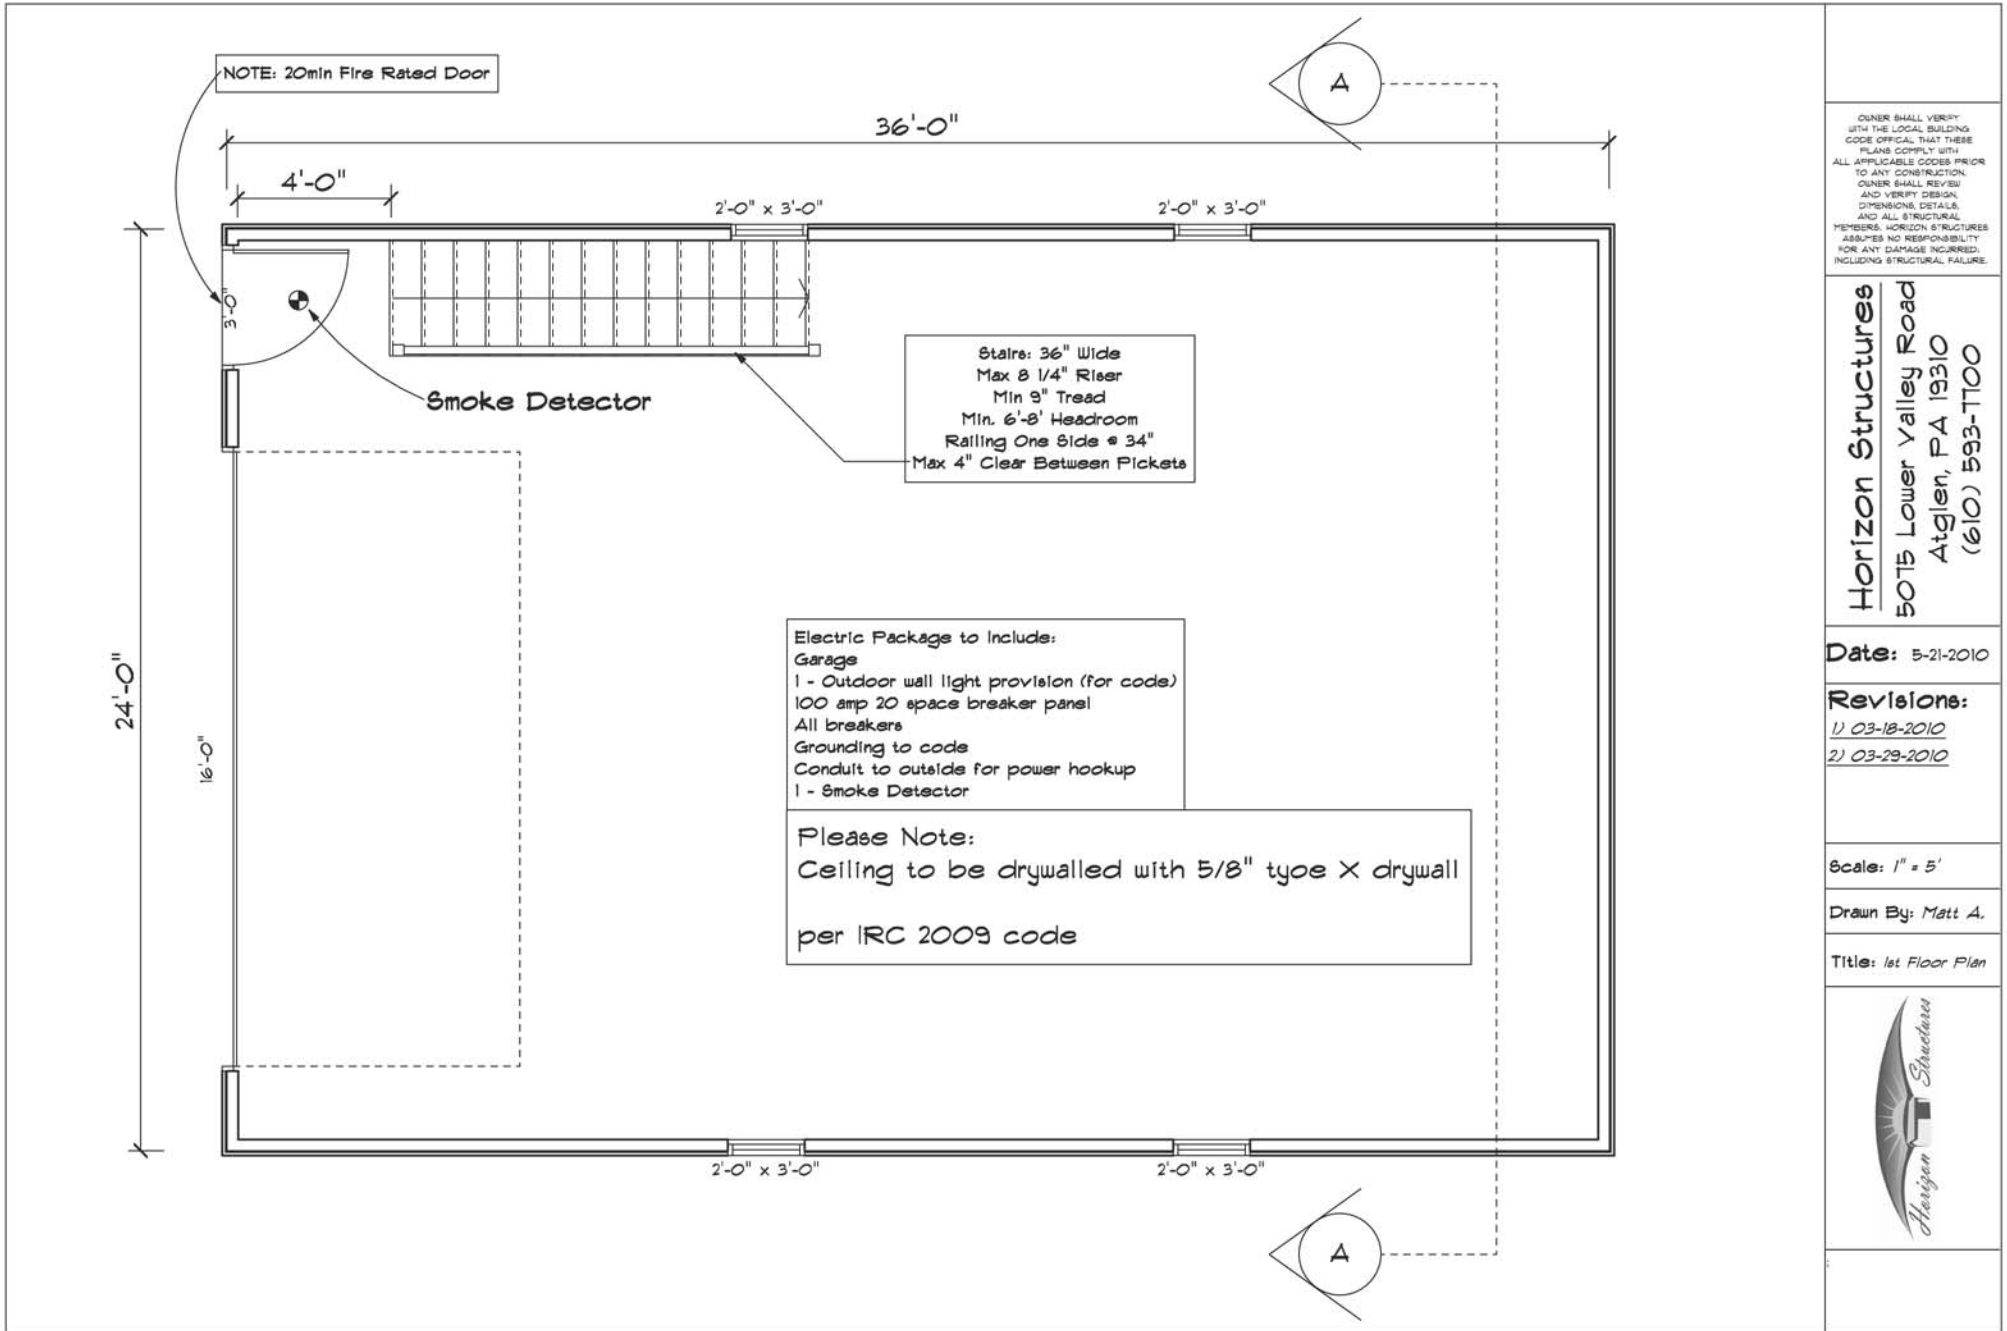 NOTE: 20min Fire Rated Door
36'-0"
4'-0"
2'-0" x 3'-0"
2'-0" x 3'-0"
A
3'-0"
Smoke Detector
Stairs: 36" Wide
Max 8 1/4" Riser
Min 9" Tread
Min. 6'-8' Headroom
Railing One Side @ 34"
Max 4" Clear Between Pickets
24'-0"
16'-0"
Electric Package to Include:
Garage
1 - Outdoor wall light provision (for code)
100 amp 20 space breaker panel
All breakers
Grounding to code
Conduit to outside for power hookup
1 - Smoke Detector
Please Note:
Ceiling to be drywalled with 5/8" tyoe X drywall
per IRC 2009 code
2'-0" x 3'-0"
2'-0" x 3'-0"
A
OWNER SHALL VERIFY
WITH THE LOCAL BUILDING
CODE OFFICAL THAT THESE
PLANS COMPLY WITH
ALL APPLICABLE CODES PRIOR
TO ANY CONSTRUCTION.
OWNER SHALL REVIEW
AND VERIFY DESIGN,
DIMENSIONS, DETAILS,
AND ALL STRUCTURAL
MEMBERS. HORIZON STRUCTURES
ASSUMES NO RESPONSIBILITY
FOR ANY DAMAGE INCURRED;
INCLUDING STRUCTURAL FAILURE.
Horizon Structures
5075 Lower Valley Road
Atglen, PA 19310
(610) 593-7700
Date: 5-21-2010
Revisions:
1) 03-18-2010
2) 03-29-2010
Scale: 1" = 5'
Drawn By: Matt A.
Title: 1st Floor Plan
Horizon Structures